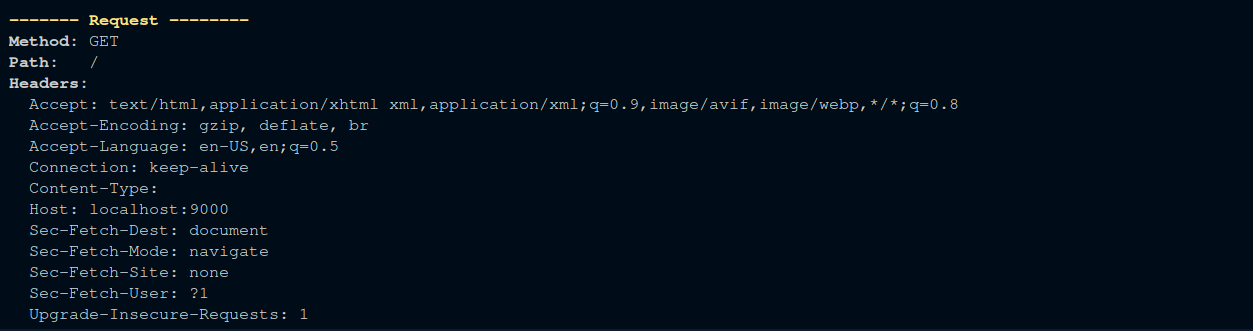 ------- Request --------
Method: GET
Path:   /
Headers:
  Accept: text/html,application/xhtml xml,application/xml;q=0.9,image/avif,image/webp,*/*;q=0.8
  Accept-Encoding: gzip, deflate, br
  Accept-Language: en-US,en;q=0.5
  Connection: keep-alive
  Content-Type:
  Host: localhost:9000
  Sec-Fetch-Dest: document
  Sec-Fetch-Mode: navigate
  Sec-Fetch-Site: none
  Sec-Fetch-User: ?1
  Upgrade-Insecure-Requests: 1